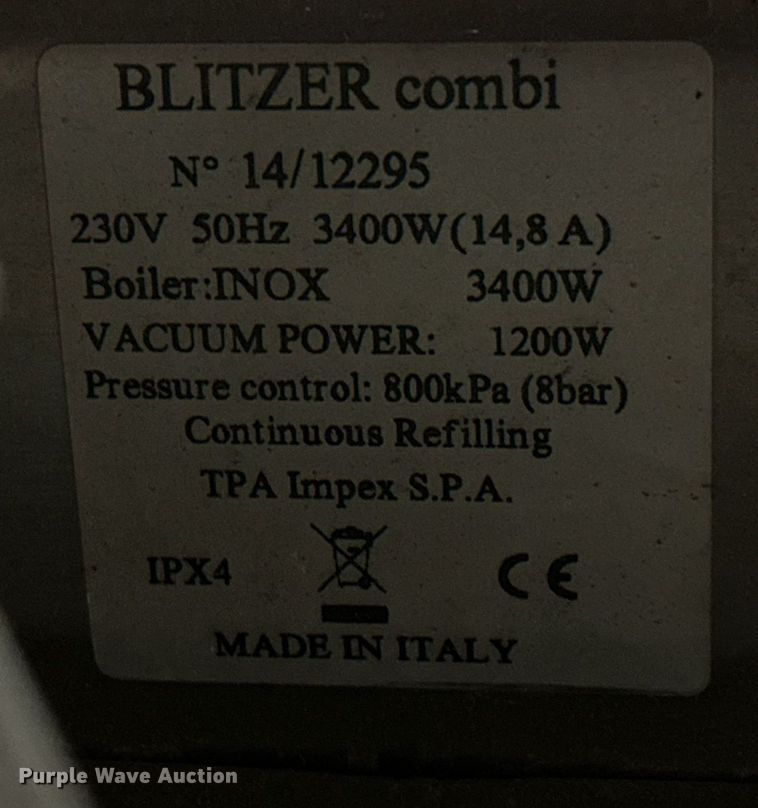 BLITZER combi
N° 14/12295
230V 50Hz 3400W(14,8 A)
Boiler:INOX 3400W
VACUUM POWER: 1200W
Pressure control: 800kPa (8bar)
Continuous Refilling
TPA Impex S.P.A.
IPX4 CE
MADE IN ITALY
Purple Wave Auction